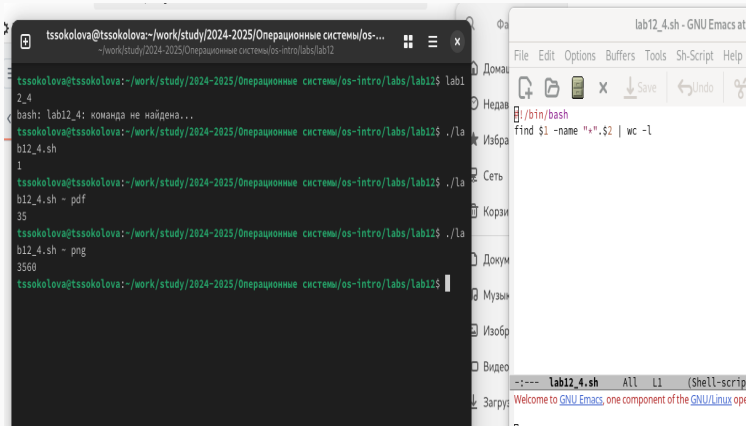 tssokolova@tssokolova:~/work/study/2024-2025/Операционные системы/os-...
~/work/study/2024-2025/Операционные системы/os-intro/labs/lab12
tssokolova@tssokolova:~/work/study/2024-2025/Операционные системы/os-intro/labs/lab12$ lab1
2_4
bash: lab12_4: команда не найдена...
tssokolova@tssokolova:~/work/study/2024-2025/Операционные системы/os-intro/labs/lab12$ ./la
b12_4.sh
1
tssokolova@tssokolova:~/work/study/2024-2025/Операционные системы/os-intro/labs/lab12$ ./la
b12_4.sh ~ pdf
35
tssokolova@tssokolova:~/work/study/2024-2025/Операционные системы/os-intro/labs/lab12$ ./la
b12_4.sh ~ png
3560
tssokolova@tssokolova:~/work/study/2024-2025/Операционные системы/os-intro/labs/lab12$
Фа
Домаш
Недав
Избра
Сеть
Корзи
Докум
Музык
Изобр
Видео
Загруз
lab12_4.sh - GNU Emacs at
File Edit Options Buffers Tools Sh-Script Help
Save Undo
#!/bin/bash
find $1 -name "*".$2 | wc -l
-:--- lab12_4.sh All L1 (Shell-scrip
Welcome to GNU Emacs, one component of the GNU/Linux ope